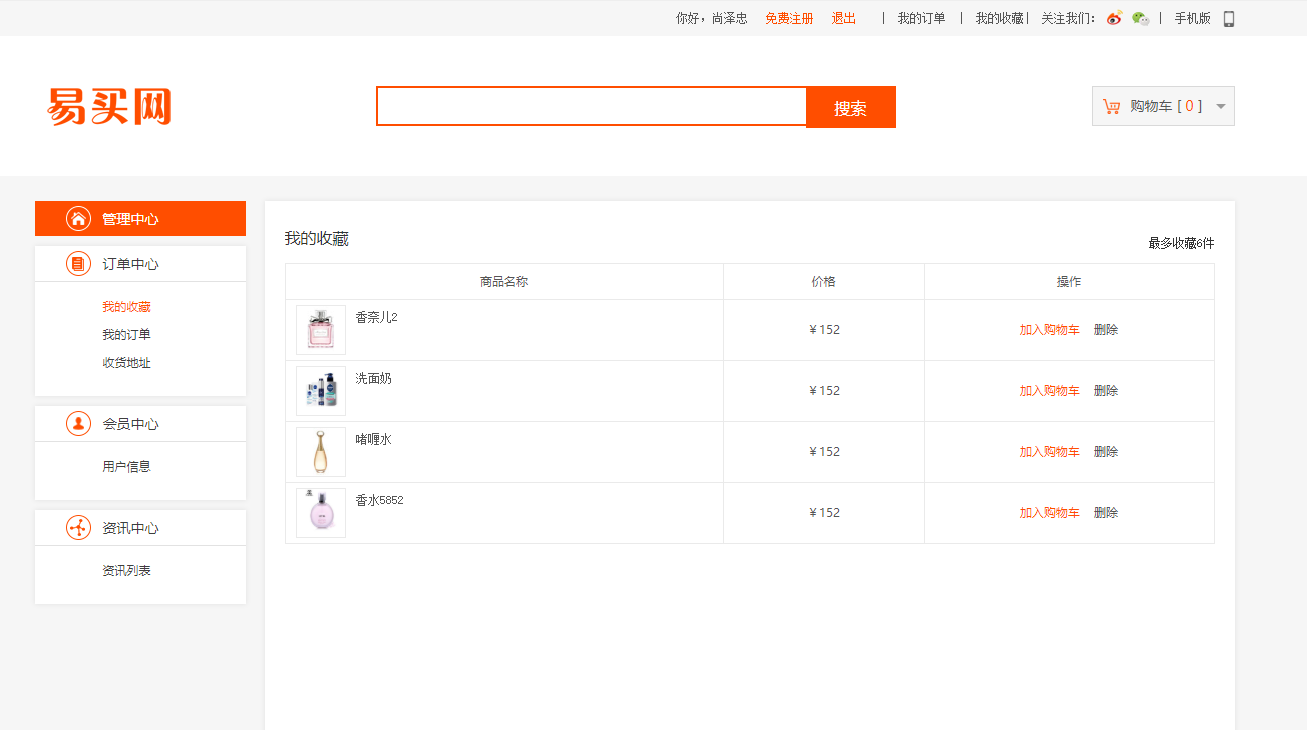 你好，尚泽忠 免费注册 退出 | 我的订单 | 我的收藏 | 关注我们： | 手机版
易买网
搜索
购物车 [ 0 ]
管理中心
订单中心
我的收藏
我的订单
收货地址
会员中心
用户信息
资讯中心
资讯列表
我的收藏
最多收藏6件
商品名称 价格 操作
香奈儿2 ￥152 加入购物车 删除
洗面奶 ￥152 加入购物车 删除
啫喱水 ￥152 加入购物车 删除
香水5852 ￥152 加入购物车 删除